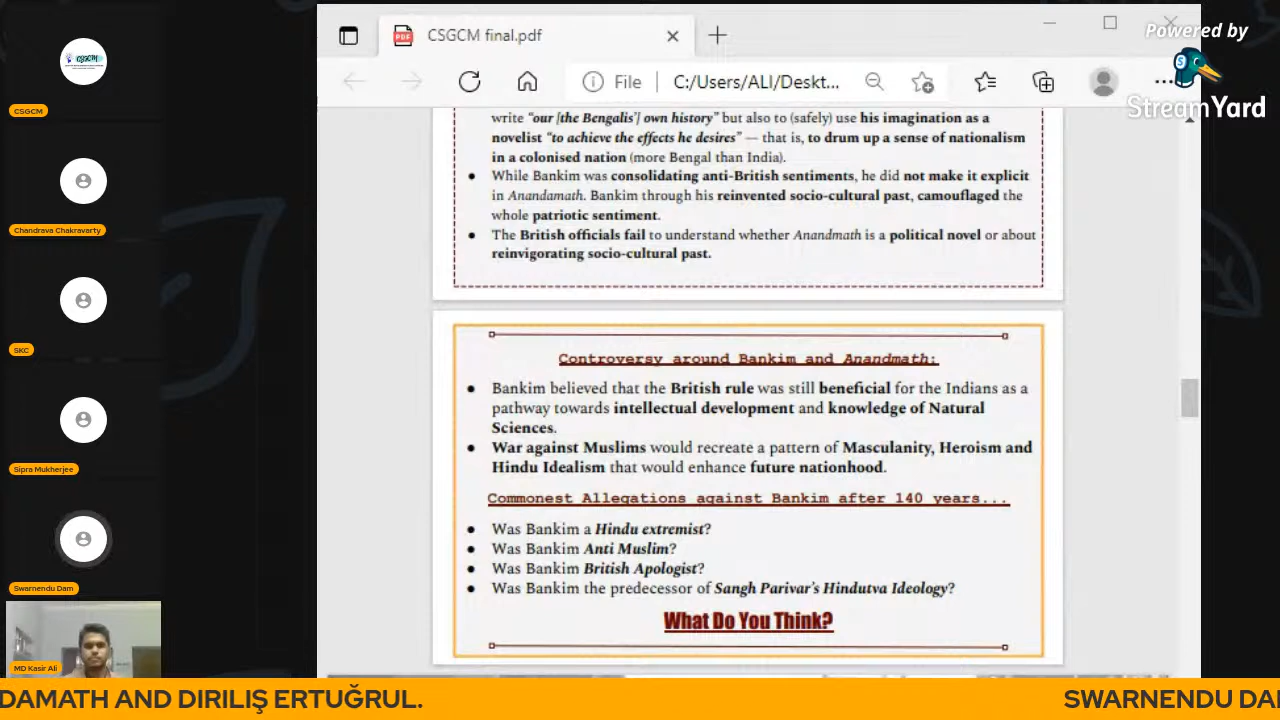 CSGCM final.pdf
File
C:/Users/ALI/Deskt...
Powered by
StreamYard
CSGCM
CSGCM
Chandrava Chakravarty
SKC
Sipra Mukherjee
Swarnendu Dam
MD Kasir Ali
write “our [the Bengalis’] own history” but also to (safely) use his imagination as a
novelist “to achieve the effects he desires” — that is, to drum up a sense of nationalism
in a colonised nation (more Bengal than India).
● While Bankim was consolidating anti-British sentiments, he did not make it explicit
in Anandamath. Bankim through his reinvented socio-cultural past, camouflaged the
whole patriotic sentiment.
● The British officials fail to understand whether Anandmath is a political novel or about
reinvigorating socio-cultural past.
Controversy around Bankim and Anandmath:
● Bankim believed that the British rule was still beneficial for the Indians as a
pathway towards intellectual development and knowledge of Natural
Sciences.
● War against Muslims would recreate a pattern of Masculanity, Heroism and
Hindu Idealism that would enhance future nationhood.
Commonest Allegations against Bankim after 140 years...
● Was Bankim a Hindu extremist?
● Was Bankim Anti Muslim?
● Was Bankim British Apologist?
● Was Bankim the predecessor of Sangh Parivar’s Hindutva Ideology?
What Do You Think?
DAMATH AND DIRILIŞ ERTUĞRUL.
SWARNENDU DA